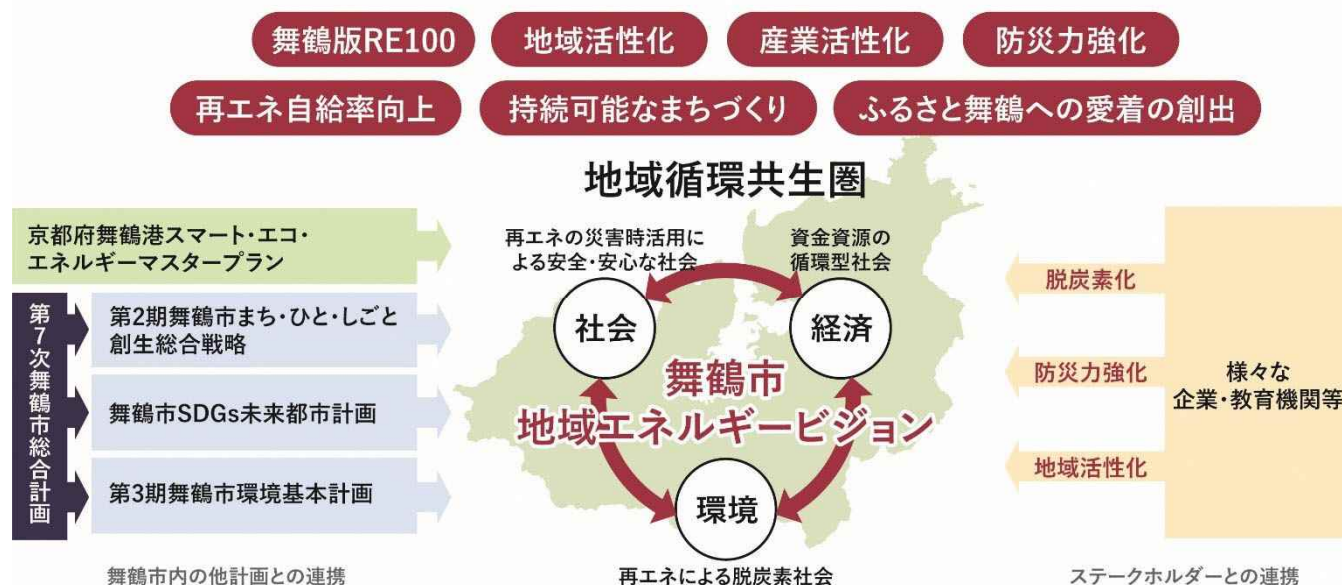 舞鶴版RE100
地域活性化
産業活性化
防災力強化
再エネ自給率向上
持続可能なまちづくり
ふるさと舞鶴への愛着の創出
地域循環共生圏
京都府舞鶴港スマート・エコ・
エネルギーマスタープラン
第7次舞鶴市総合計画
第2期舞鶴市まち・ひと・しごと
創生総合戦略
舞鶴市SDGs未来都市計画
第3期舞鶴市環境基本計画
舞鶴市内の他計画との連携
再エネの災害時活用に
よる安全・安心な社会
資金資源の
循環型社会
社会
経済
舞鶴市
地域エネルギービジョン
環境
再エネによる脱炭素社会
脱炭素化
防災力強化
地域活性化
様々な
企業・教育機関等
ステークホルダーとの連携